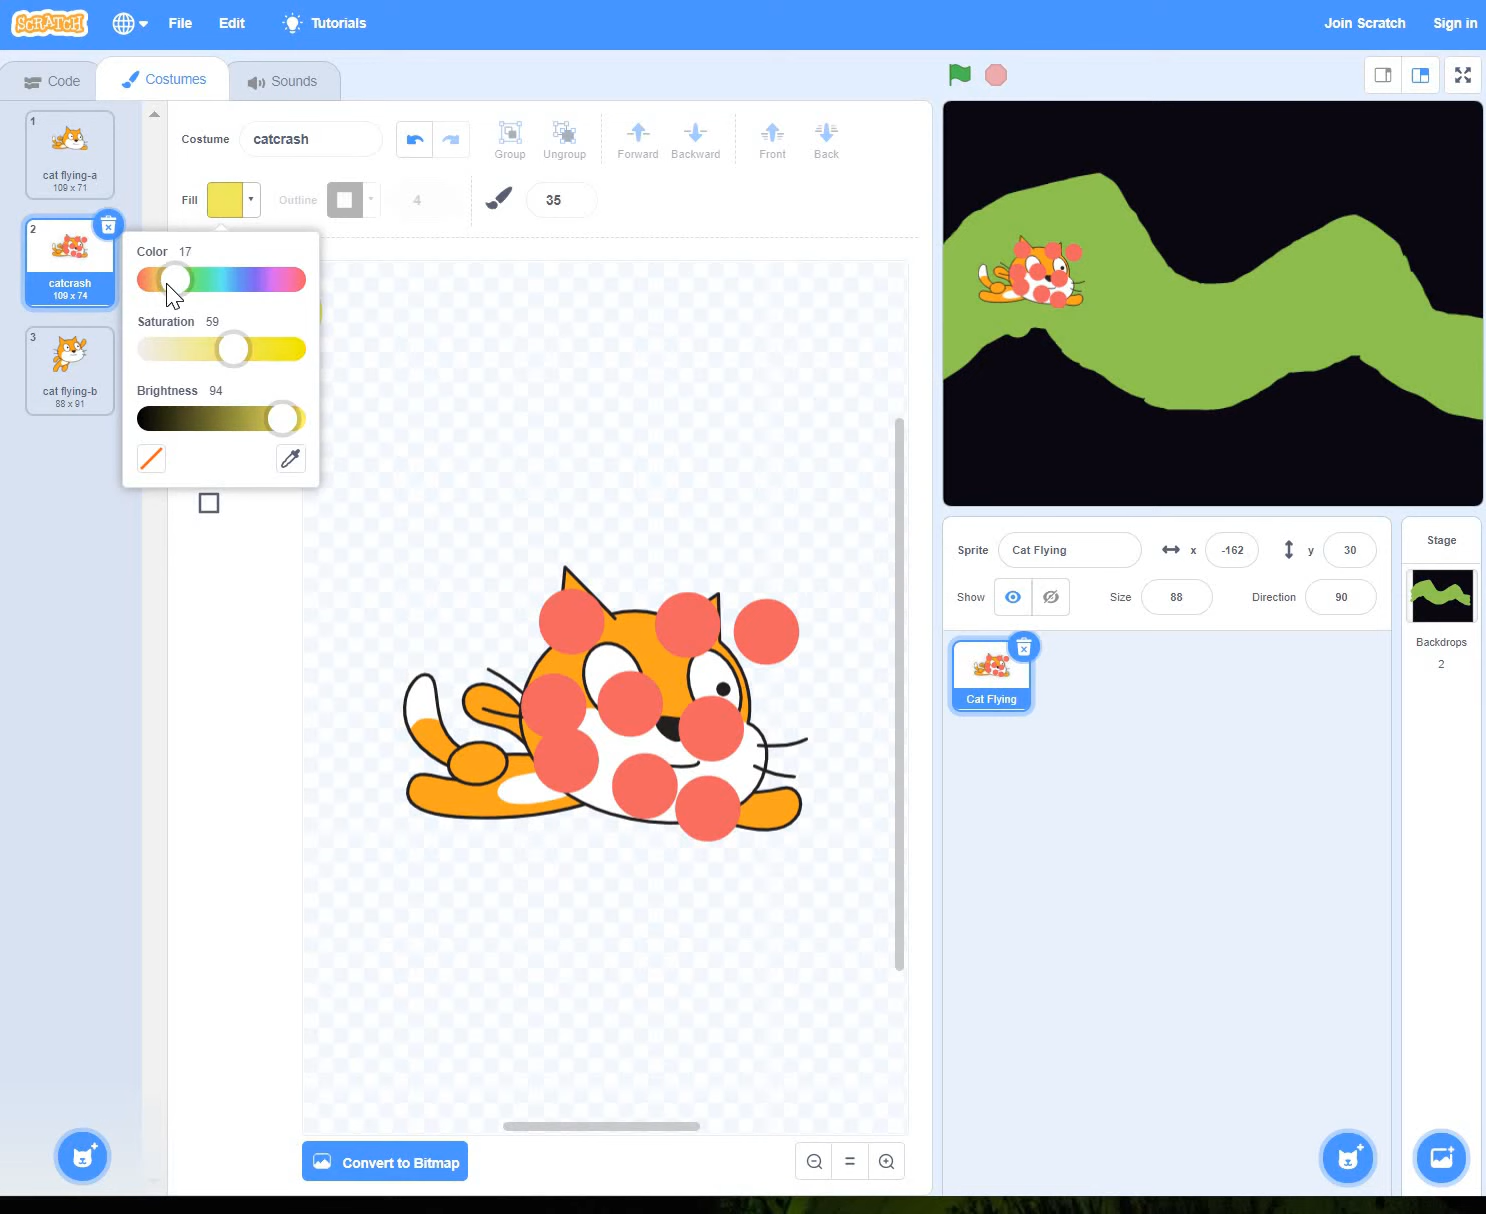 SCRATCH
File
Edit
Tutorials
Join Scratch
Sign in
Code
Costumes
Sounds
1
cat flying-a
109 x 71
2
catcrash
109 x 74
3
cat flying-b
88 x 91
Costume
catcrash
Group
Ungroup
Forward
Backward
Front
Back
Fill
Outline
4
35
Color 17
Saturation 59
Brightness 94
Convert to Bitmap
Sprite
Cat Flying
x
-162
y
30
Show
Size
88
Direction
90
Cat Flying
Stage
Backdrops
2